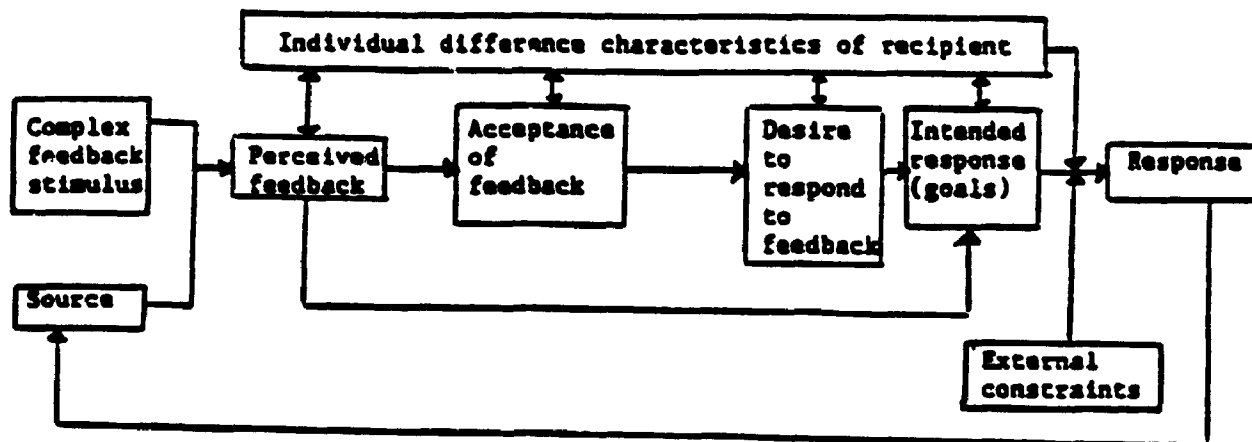 Individual difference characteristics of recipient
Complex
feedback
stimulus
Perceived
feedback
Acceptance
of
feedback
Desire
to
respond
to
feedback
Intended
response
(goals)
Response
Source
External
constraints